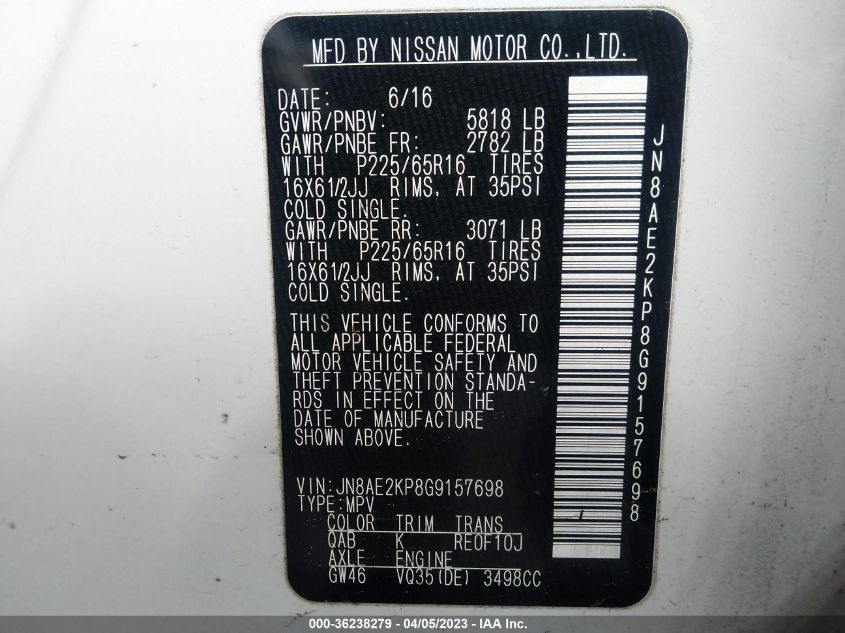 MFD BY NISSAN MOTOR CO.,LTD.
DATE: 6/16
GVWR/PNBV: 5818 LB
GAWR/PNBE FR: 2782 LB
WITH P225/65R16 TIRES
16X61/2JJ RIMS, AT 35PSI
COLD SINGLE.
GAWR/PNBE RR: 3071 LB
WITH P225/65R16 TIRES
16X61/2JJ RIMS, AT 35PSI
COLD SINGLE.
THIS VEHICLE CONFORMS TO
ALL APPLICABLE FEDERAL
MOTOR VEHICLE SAFETY AND
THEFT PREVENTION STANDA-
RDS IN EFFECT ON THE
DATE OF MANUFACTURE
SHOWN ABOVE.
VIN:JN8AE2KP8G9157698
TYPE:MPV
COLOR TRIM TRANS
QAB K RE0F10J
AXLE ENGINE
GW46 VQ35(DE) 3498CC
JN8AE2KP8G9157698
000-36238279 - 04/05/2023 - IAA Inc.